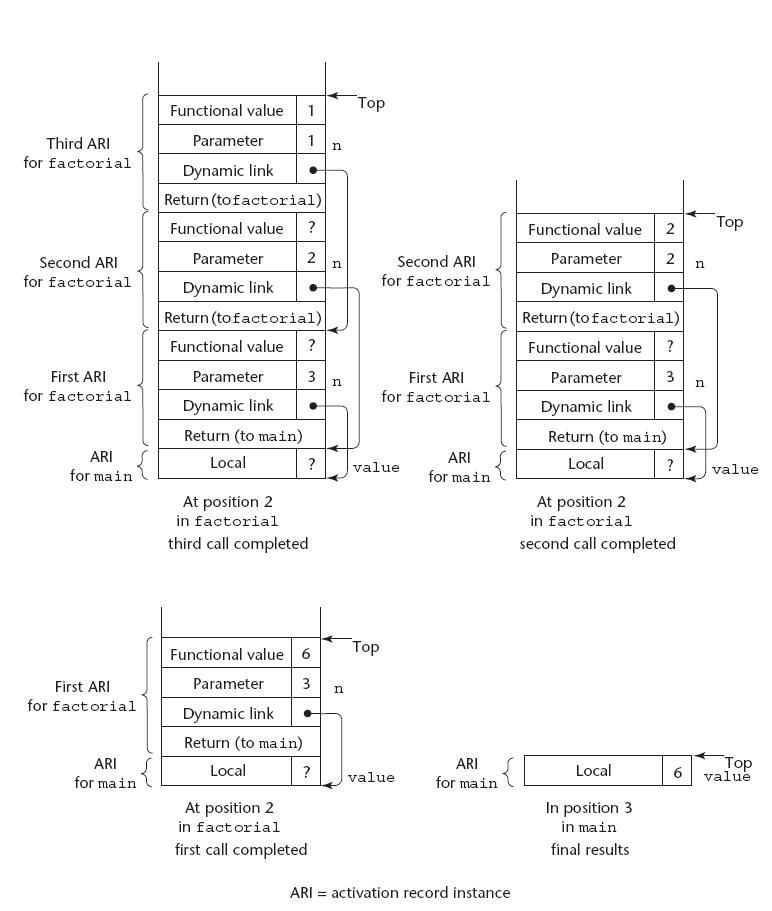 Top
Functional value 1
Third ARI
for factorial
Parameter 1 n
Dynamic link
Return (to factorial)
Functional value ?
Second ARI
for factorial
Parameter 2 n
Dynamic link
Return (to factorial)
Functional value ?
First ARI
for factorial
Parameter 3 n
Dynamic link
Return (to main)
ARI
for main
Local ? value
At position 2
in factorial
third call completed
Top
Functional value 2
Second ARI
for factorial
Parameter 2 n
Dynamic link
Return (to factorial)
Functional value ?
First ARI
for factorial
Parameter 3 n
Dynamic link
Return (to main)
ARI
for main
Local ? value
At position 2
in factorial
second call completed
Top
Functional value 6
First ARI
for factorial
Parameter 3 n
Dynamic link
Return (to main)
ARI
for main
Local ? value
At position 2
in factorial
first call completed
Top
ARI
for main
Local 6 value
In position 3
in main
final results
ARI = activation record instance